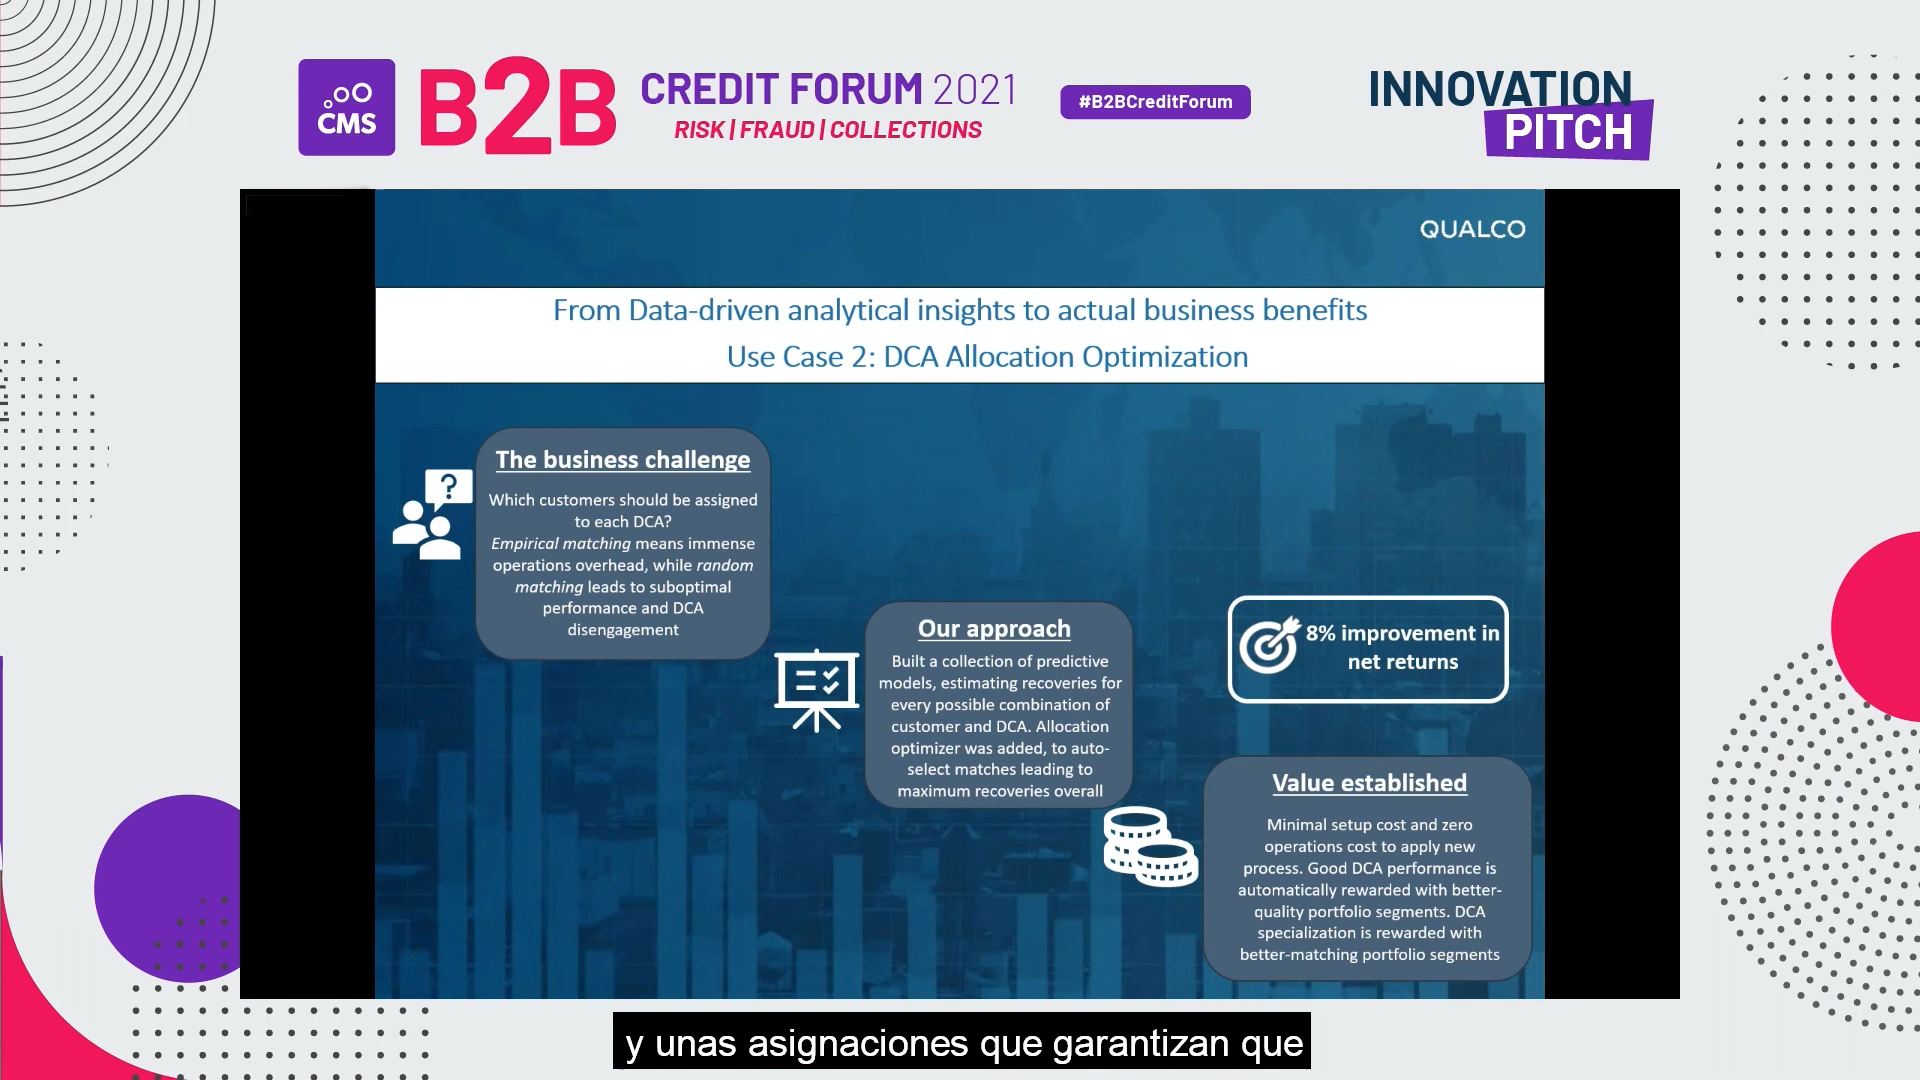 CMS
B2B
CREDIT FORUM 2021
RISK | FRAUD | COLLECTIONS
#B2BCreditForum
INNOVATION
PITCH
QUALCO
From Data-driven analytical insights to actual business benefits
Use Case 2: DCA Allocation Optimization
The business challenge
Which customers should be assigned
to each DCA?
Empirical matching means immense
operations overhead, while random
matching leads to suboptimal
performance and DCA
disengagement
Our approach
Built a collection of predictive
models, estimating recoveries for
every possible combination of
customer and DCA. Allocation
optimizer was added, to auto-
select matches leading to
maximum recoveries overall
8% improvement in
net returns
Value established
Minimal setup cost and zero
operations cost to apply new
process. Good DCA performance is
automatically rewarded with better-
quality portfolio segments. DCA
specialization is rewarded with
better-matching portfolio segments
y unas asignaciones que garantizan que